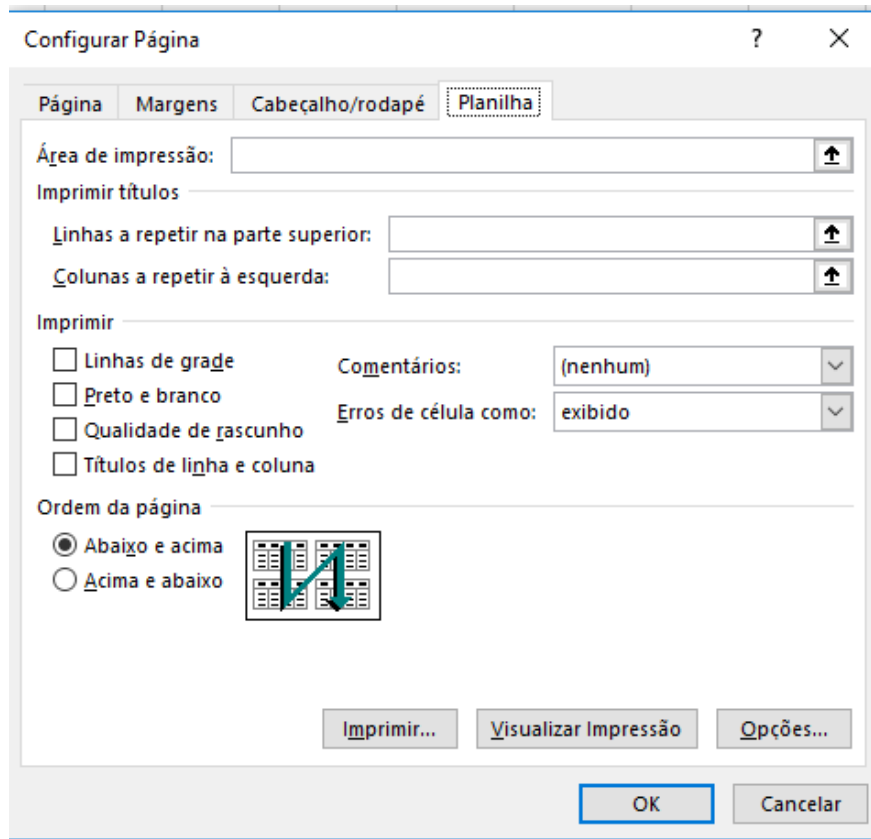 Configurar Página ?
Página Margens Cabeçalho/rodapé Planilha
Área de impressão:
Imprimir títulos
Linhas a repetir na parte superior:
Colunas a repetir à esquerda:
Imprimir
Linhas de grade
Preto e branco
Qualidade de rascunho
Títulos de linha e coluna
Comentários: (nenhum)
Erros de célula como: exibido
Ordem da página
Abaixo e acima
Acima e abaixo
Imprimir... Visualizar Impressão Opções...
OK Cancelar